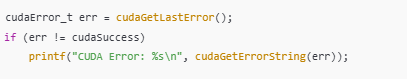 cudaError_t err = cudaGetLastError();
if (err != cudaSuccess)
    printf("CUDA Error: %s\n", cudaGetErrorString(err));